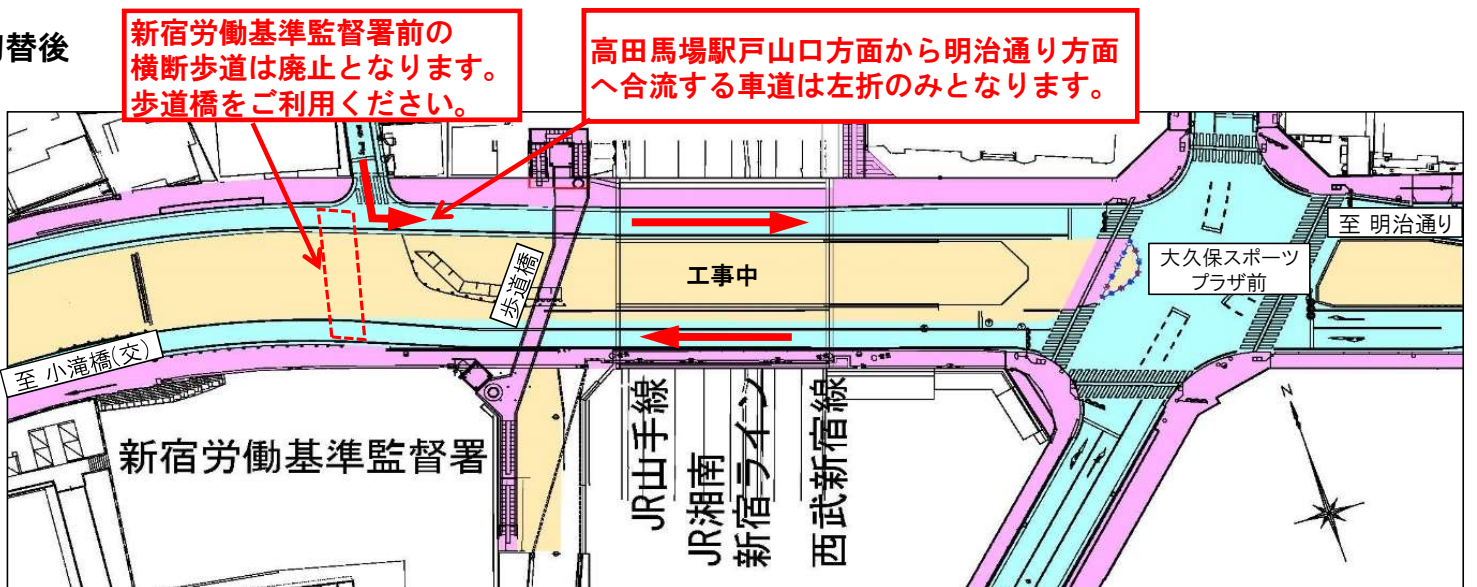 替後
新宿労働基準監督署前の
横断歩道は廃止となります。
歩道橋をご利用ください。
高田馬場駅戸山口方面から明治通り方面
へ合流する車道は左折のみとなります。
至 明治通り
大久保スポーツ
プラザ前
工事中
歩道橋
至 小滝橋(交)
新宿労働基準監督署
JR山手線
JR湘南
新宿ライン
西武新宿線
N